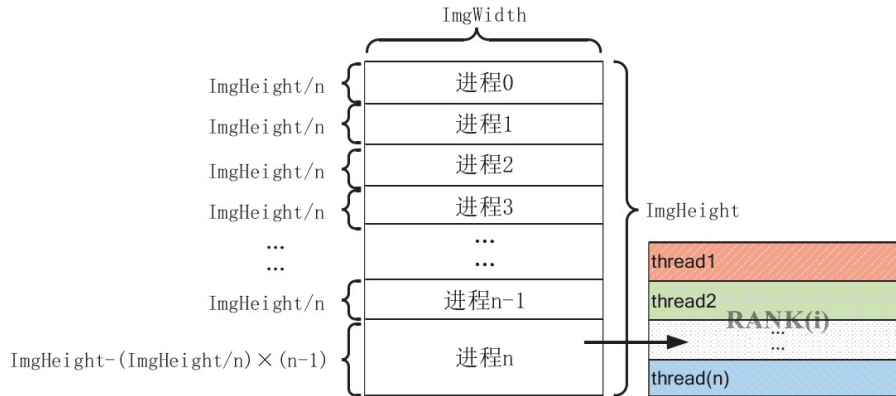 ImgWidth
ImgHeight/n
进程0
ImgHeight/n
进程1
ImgHeight/n
进程2
ImgHeight/n
进程3
ImgHeight
...
...
...
...
thread1
ImgHeight/n
进程n-1
thread2
RANK(i)
ImgHeight-(ImgHeight/n)×(n-1)
进程n
...
...
thread(n)